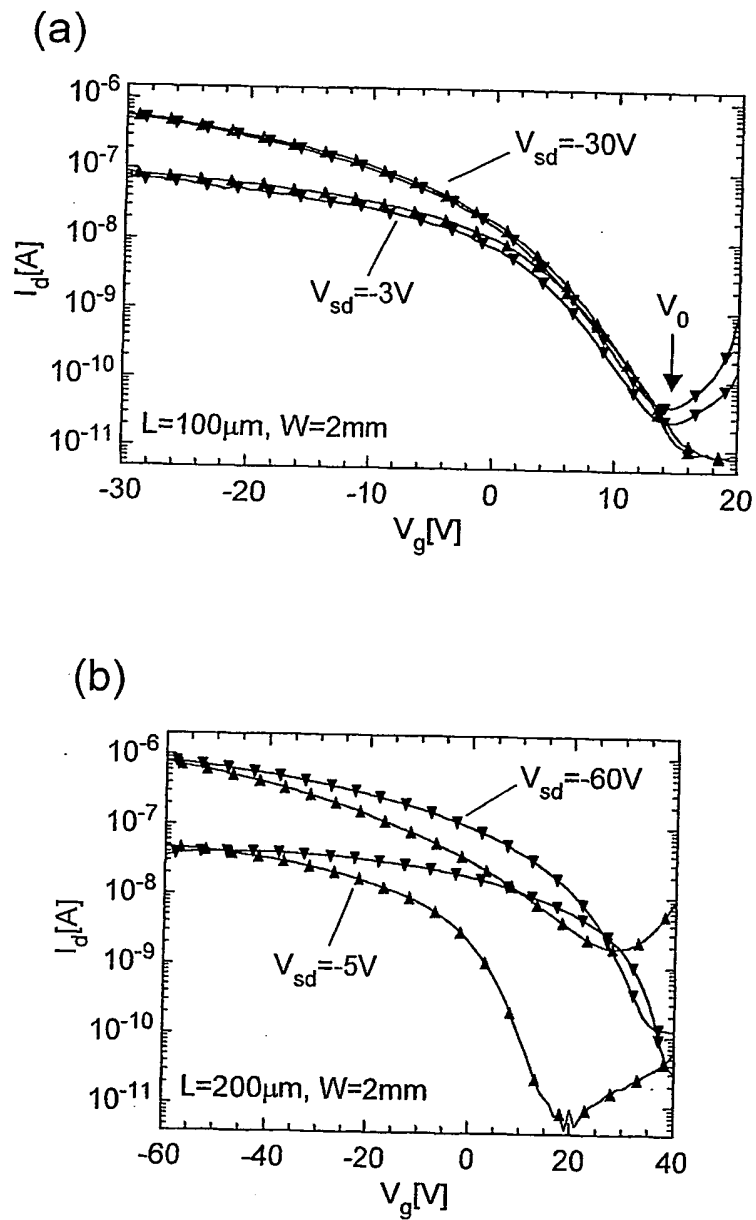 (a)
10^-6
10^-7
10^-8
10^-9
10^-10
10^-11
I_d[A]
V_sd=-30V
V_sd=-3V
V_0
L=100μm, W=2mm
-30 -20 -10 0 10 20
V_g[V]
(b)
10^-6
10^-7
10^-8
10^-9
10^-10
10^-11
I_d[A]
V_sd=-60V
V_sd=-5V
L=200μm, W=2mm
-60 -40 -20 0 20 40
V_g[V]